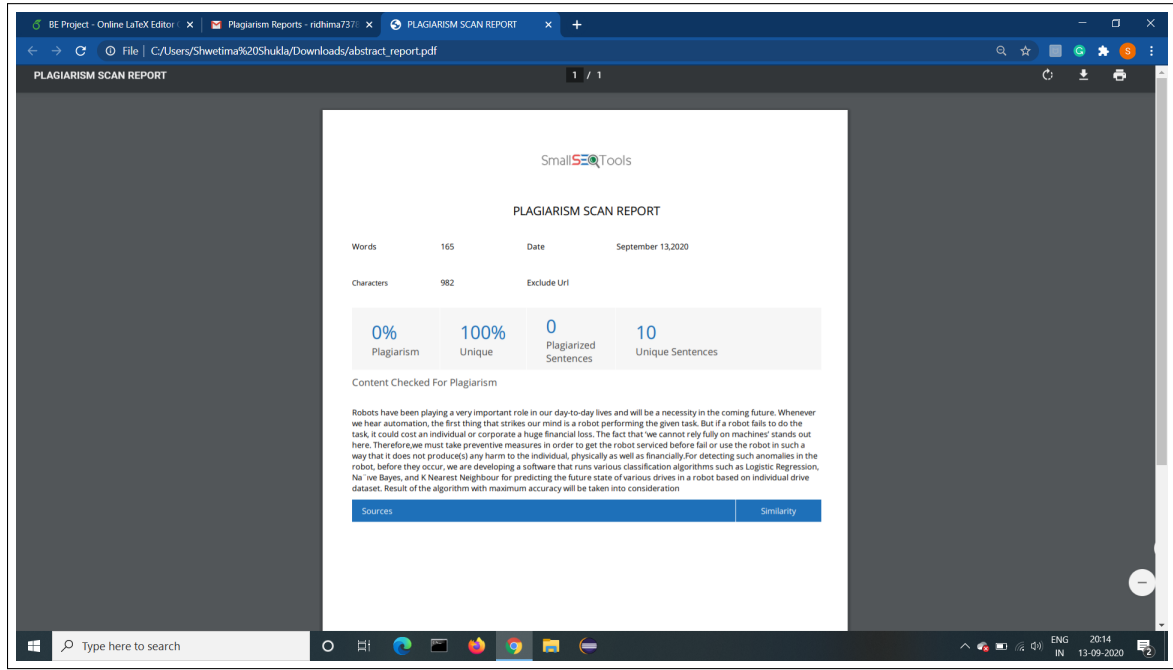 BE Project - Online LaTeX Editor
Plagiarism Reports - ridhima737
PLAGIARISM SCAN REPORT
File | C:/Users/Shwetima%20Shukla/Downloads/abstract_report.pdf
S
PLAGIARISM SCAN REPORT
1 / 1
SmallSEOTools
PLAGIARISM SCAN REPORT
Words 165 Date September 13,2020
Characters 982 Exclude Url
0% 100% 0 10
Plagiarism Unique Plagiarized Sentences Unique Sentences
Content Checked For Plagiarism
Robots have been playing a very important role in our day-to-day lives and will be a necessity in the coming future. Whenever
we hear automation, the first thing that strikes our mind is a robot performing the given task. But if a robot fails to do the
task, it could cost an individual or corporate a huge financial loss. The fact that 'we cannot rely fully on machines' stands out
here. Therefore,we must take preventive measures in order to get the robot serviced before fail or use the robot in such a
way that it does not produce(s) any harm to the individual, physically as well as financially.For detecting such anomalies in the
robot, before they occur, we are developing a software that runs various classification algorithms such as Logistic Regression,
Na¨ıve Bayes, and K Nearest Neighbour for predicting the future state of various drives in a robot based on individual drive
dataset. Result of the algorithm with maximum accuracy will be taken into consideration
Sources Similarity
Type here to search
ENG 20:14
IN 13-09-2020
2